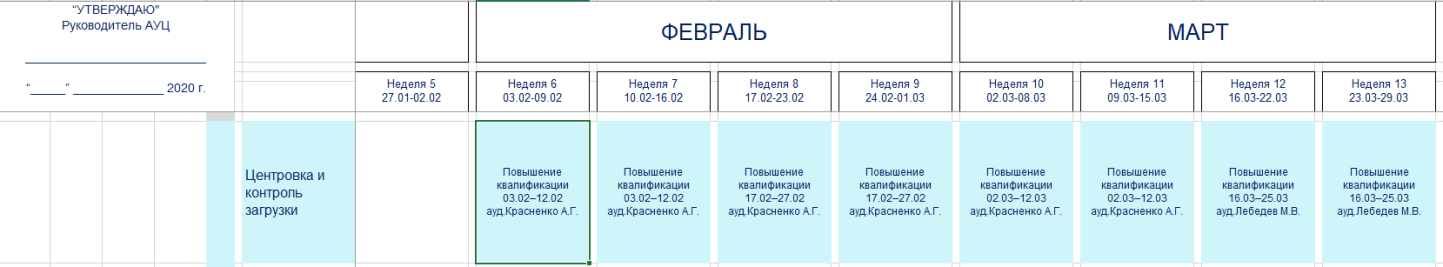 “УТВЕРЖДАЮ”
Руководитель АУЦ
“_____” _____________ 2020 г.
ФЕВРАЛЬ
МАРТ
Неделя 5
27.01-02.02
Неделя 6
03.02-09.02
Неделя 7
10.02-16.02
Неделя 8
17.02-23.02
Неделя 9
24.02-01.03
Неделя 10
02.03-08.03
Неделя 11
09.03-15.03
Неделя 12
16.03-22.03
Неделя 13
23.03-29.03
Центровка и
контроль
загрузки
Повышение
квалификации
03.02–12.02
ауд.Красненко А.Г.
Повышение
квалификации
03.02–12.02
ауд.Красненко А.Г.
Повышение
квалификации
17.02–27.02
ауд.Красненко А.Г.
Повышение
квалификации
17.02–27.02
ауд.Красненко А.Г.
Повышение
квалификации
02.03–12.03
ауд.Красненко А.Г.
Повышение
квалификации
02.03–12.03
ауд.Красненко А.Г.
Повышение
квалификации
16.03–25.03
ауд.Лебедев М.В.
Повышение
квалификации
16.03–25.03
ауд.Лебедев М.В.